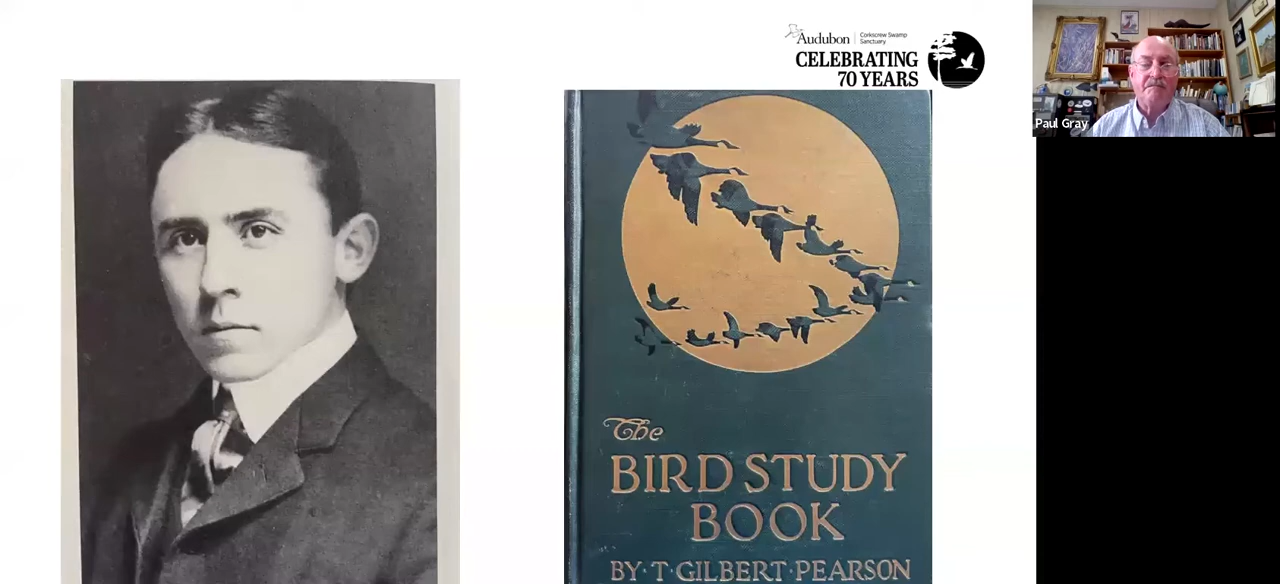 Audubon | Corkscrew Swamp
Sanctuary
CELEBRATING
70 YEARS
Paul Gray
The
BIRD STUDY
BOOK
BY·T·GILBERT·PEARSON